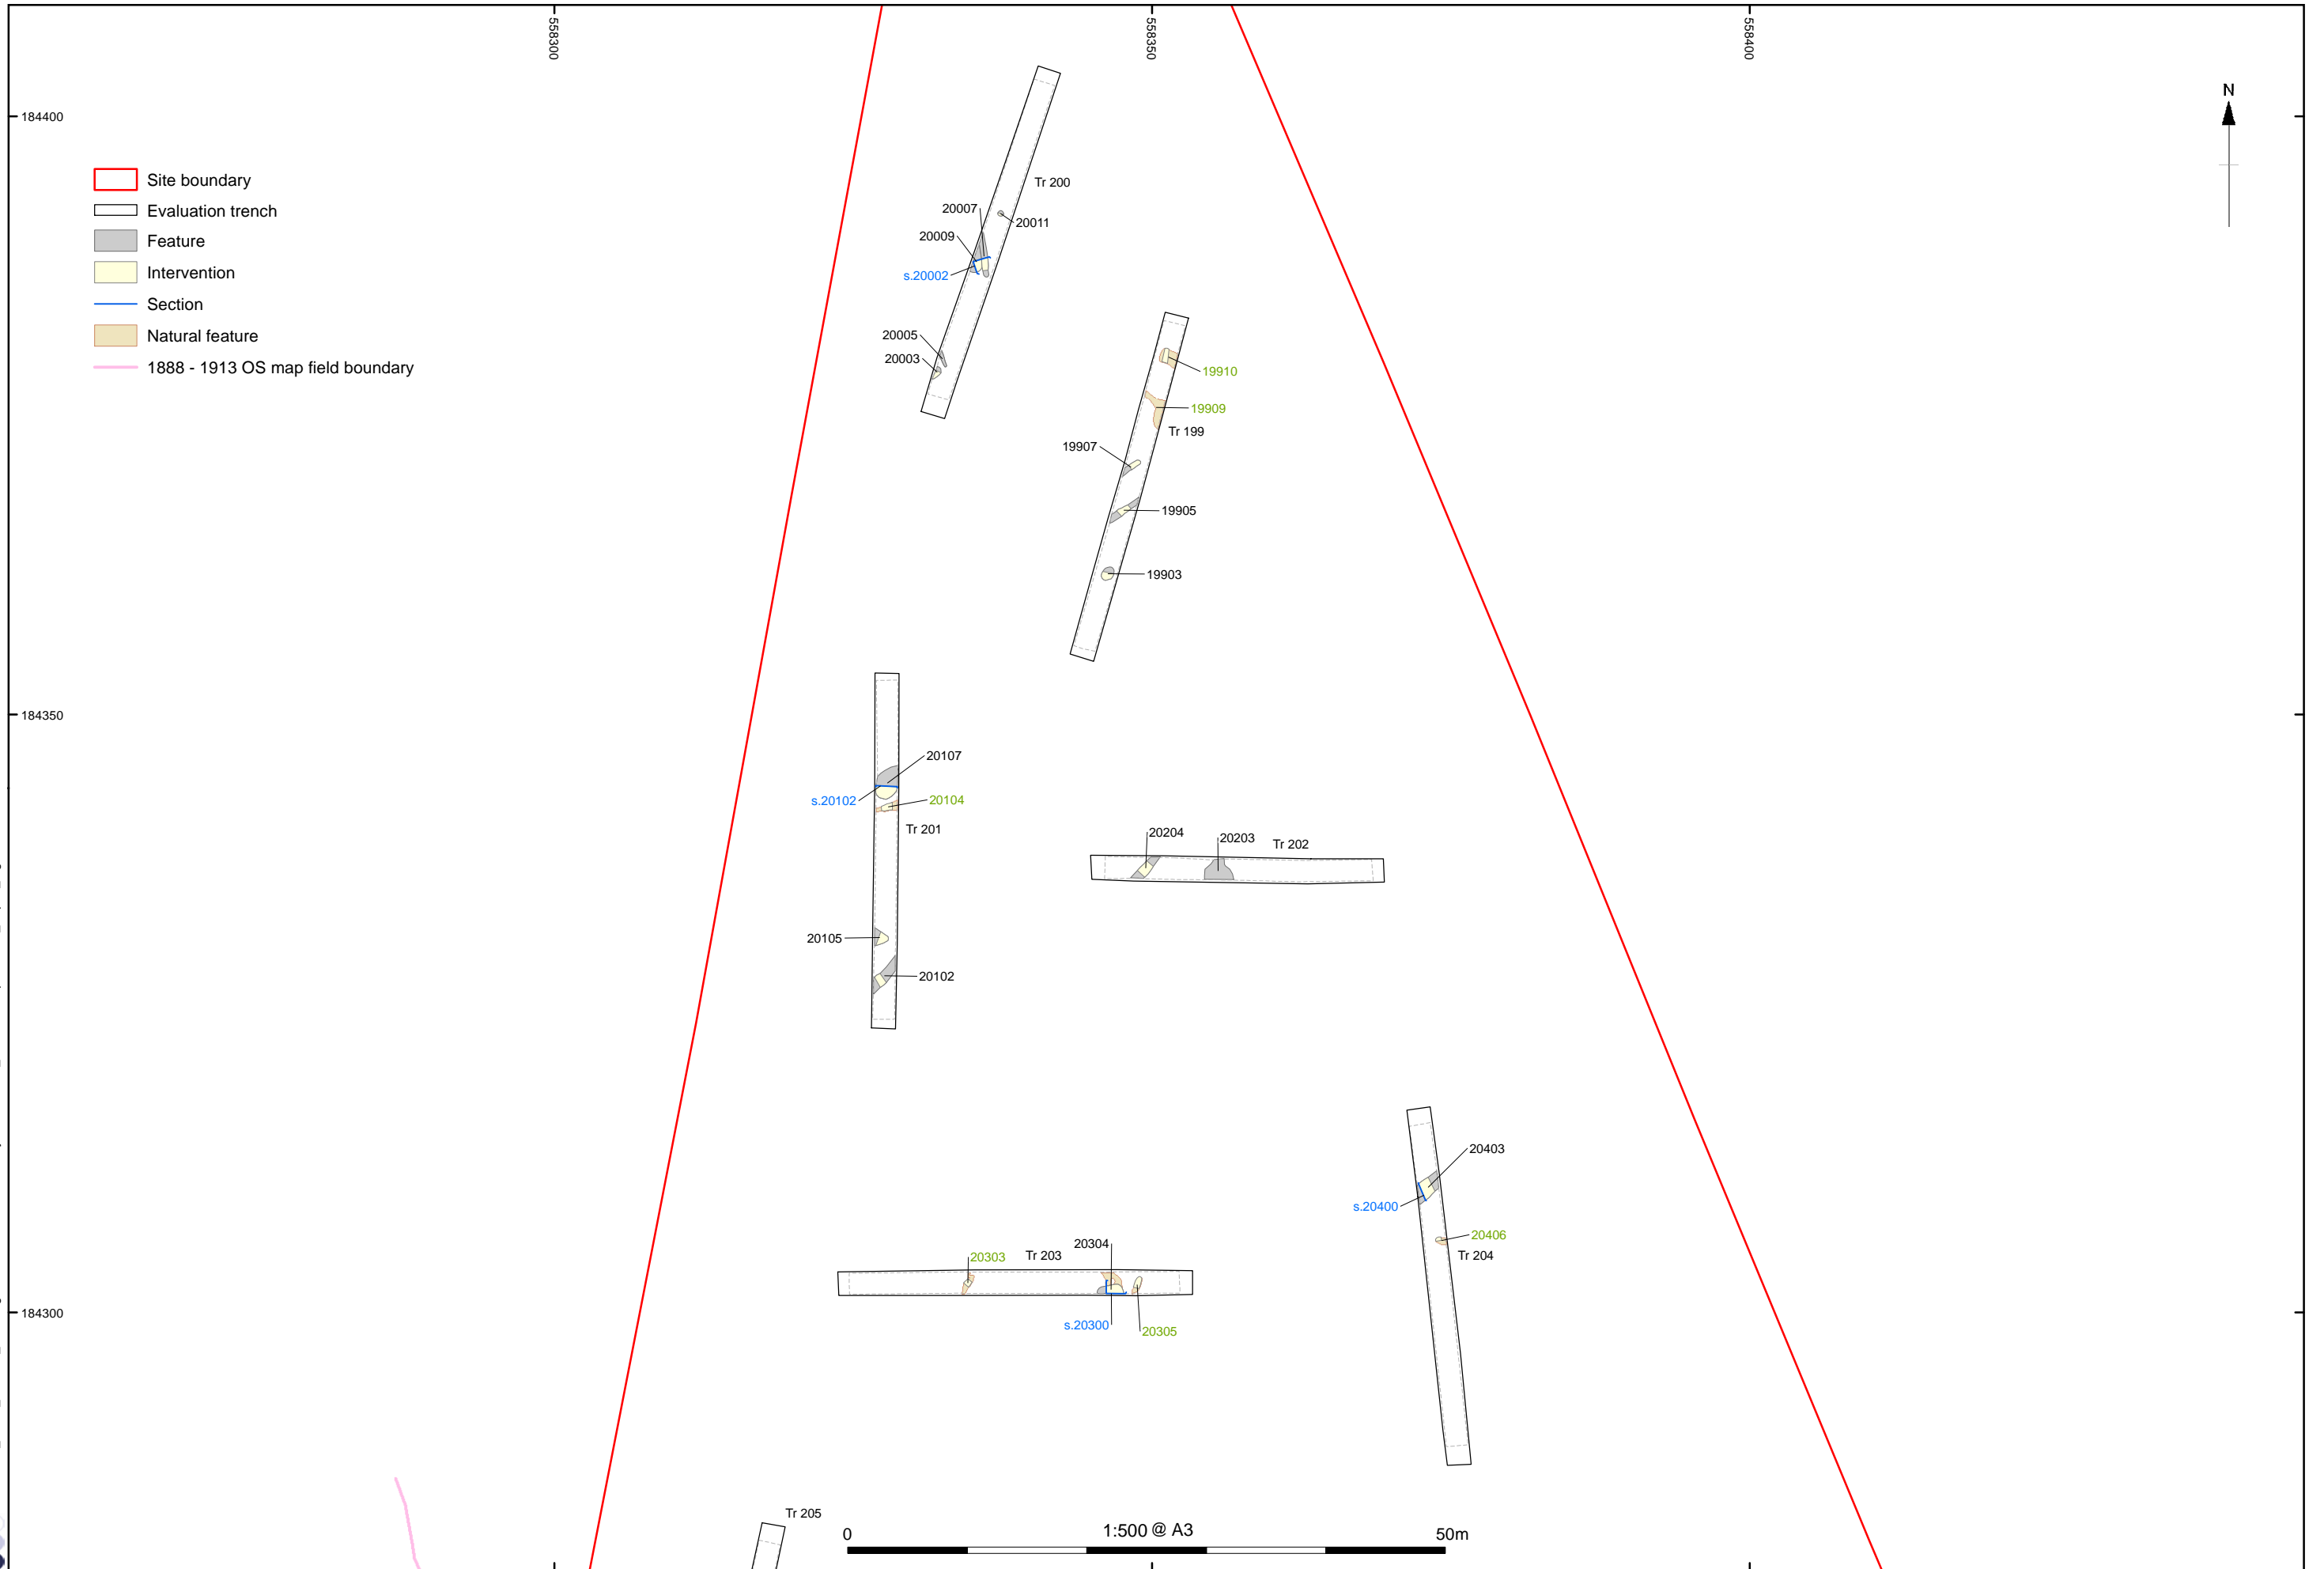 558300
558350
558400
N
184400
Site boundary
Evaluation trench
Feature
Intervention
Section
Natural feature
1888 - 1913 OS map field boundary
Tr 200
20007
20011
20009
s.20002
20005
20003
19910
19909
Tr 199
19907
19905
19903
184350
20107
s.20102
20104
Tr 201
20204
20203
Tr 202
20105
20102
20403
s.20400
20406
Tr 204
20304
Tr 203
20303
184300
s.20300
20305
Tr 205
0
1:500 @ A3
50m